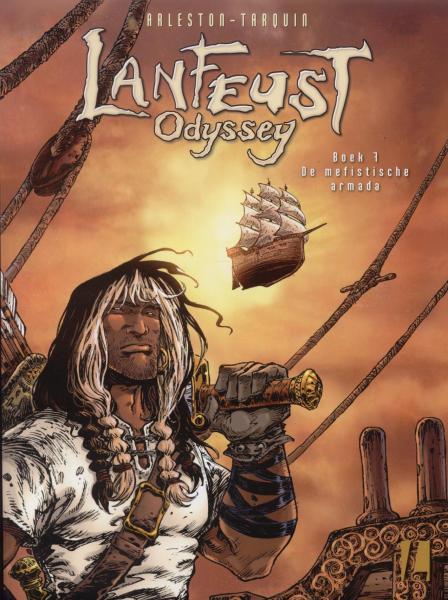 ARLESTON-TARQUIN
LANFEUST
Odyssey
Boek 7
De mefistische
armada